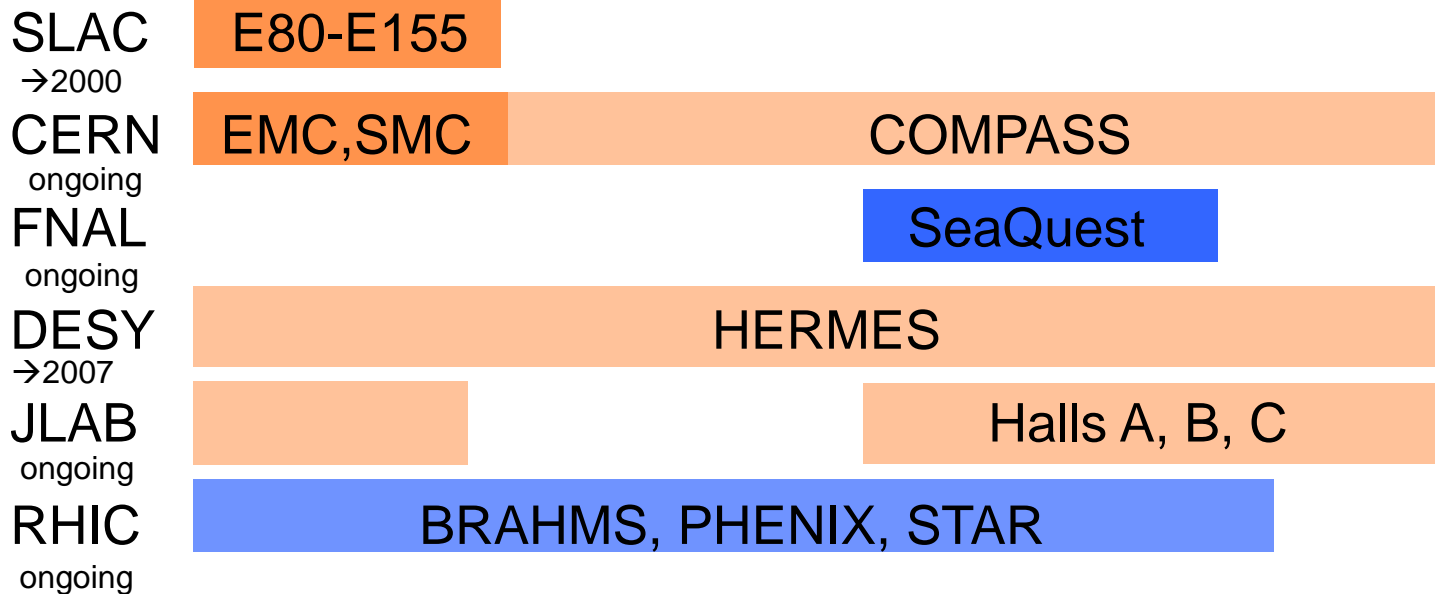 SLAC E80-E155
→2000
CERN EMC,SMC COMPASS
ongoing
FNAL SeaQuest
ongoing
DESY HERMES
→2007
JLAB Halls A, B, C
ongoing
RHIC BRAHMS, PHENIX, STAR
ongoing